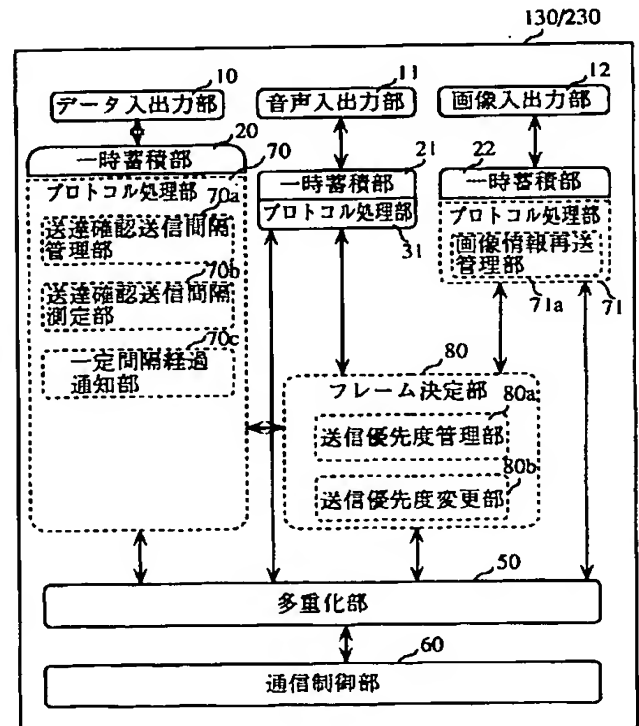 130/230
10
データ入出力部
11
音声入出力部
12
画像入出力部
20
一時蓄積部
70
プロトコル処理部
70a
送達確認送信間隔
管理部
70b
送達確認送信間隔
測定部
70c
一定間隔経過
通知部
21
一時蓄積部
プロトコル処理部
31
22
一時蓄積部
プロトコル処理部
画像情報再送
管理部
71a
71
80
フレーム決定部
80a
送信優先度管理部
80b
送信優先度変更部
50
多重化部
60
通信制御部